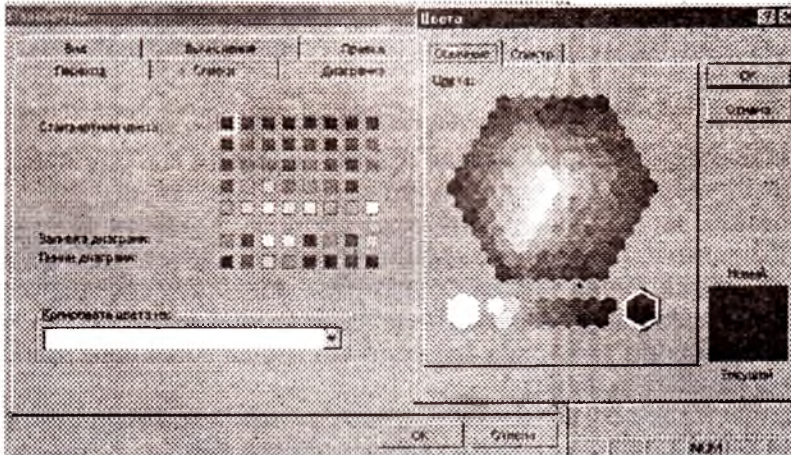 Параметры
Вид Вычисления Правка
Переход Списки Диаграмма
Стандартные цвета:
Заливка диаграмм:
Линии диаграмм:
Копировать цвета из:
OK Отмена
Цвета
Обычные Спектр
Цвета:
OK
Отмена
Новый
Текущий
NUM